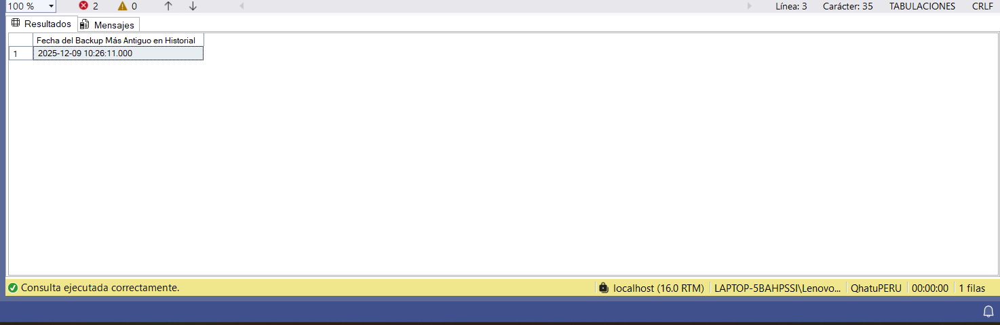 100 % 2 0 Línea: 3 Carácter: 35 TABULACIONES CRLF
Resultados Mensajes
Fecha del Backup Más Antiguo en Historial
1 2025-12-09 10:26:11.000
Consulta ejecutada correctamente. localhost (16.0 RTM) LAPTOP-5BAHPSSI\Lenovo... QhatuPERU 00:00:00 1 filas